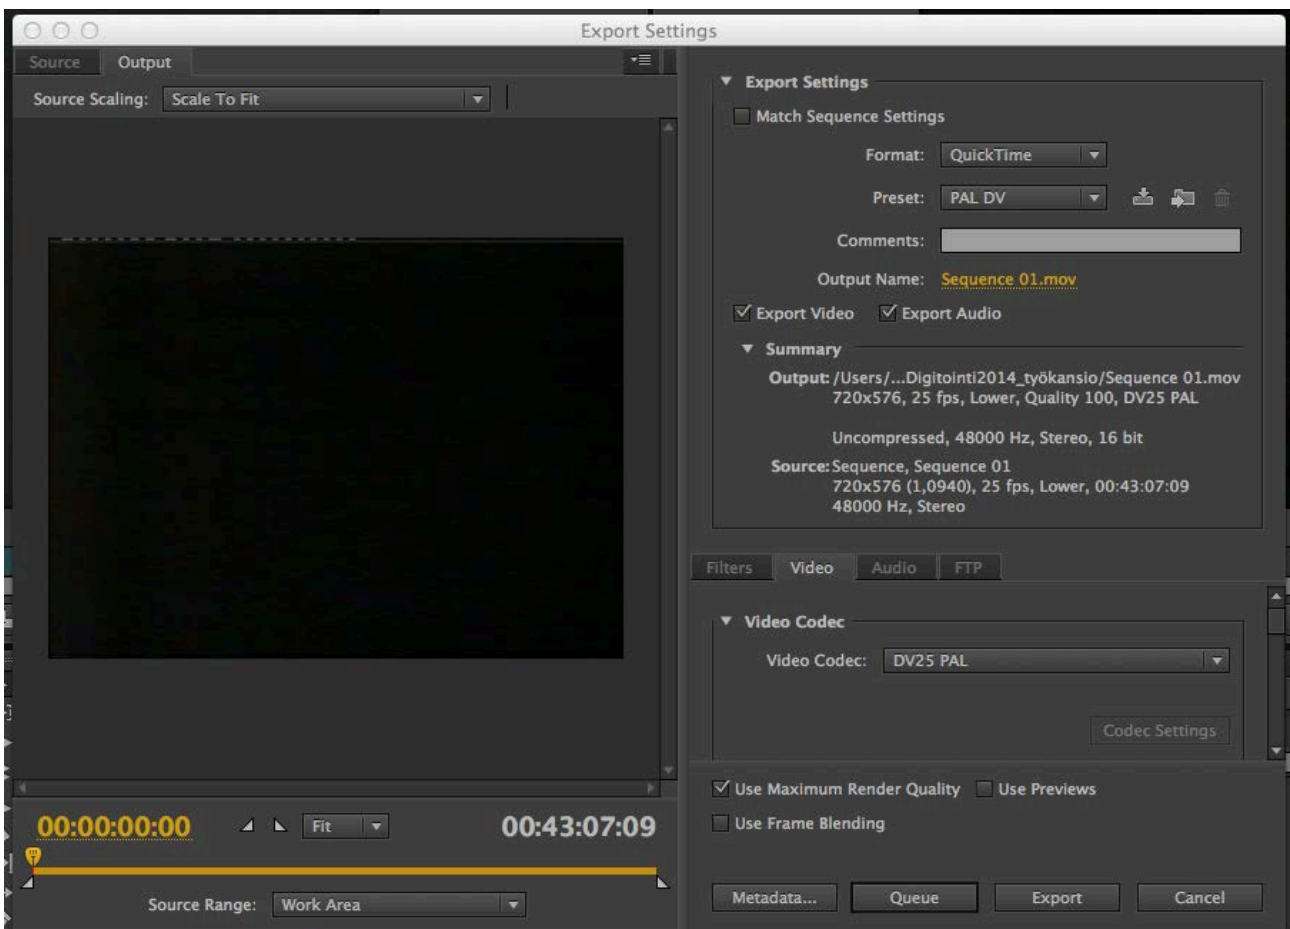 Export Settings
Source Output
Source Scaling: Scale To Fit
00:00:00:00 Fit 00:43:07:09
Source Range: Work Area
Export Settings
Match Sequence Settings
Format: QuickTime
Preset: PAL DV
Comments:
Output Name: Sequence 01.mov
Export Video Export Audio
Summary
Output: /Users/...Digitointi2014_työkansio/Sequence 01.mov
720x576, 25 fps, Lower, Quality 100, DV25 PAL
Uncompressed, 48000 Hz, Stereo, 16 bit
Source: Sequence, Sequence 01
720x576 (1,0940), 25 fps, Lower, 00:43:07:09
48000 Hz, Stereo
Filters Video Audio FTP
Video Codec
Video Codec: DV25 PAL
Codec Settings
Use Maximum Render Quality Use Previews
Use Frame Blending
Metadata... Queue Export Cancel